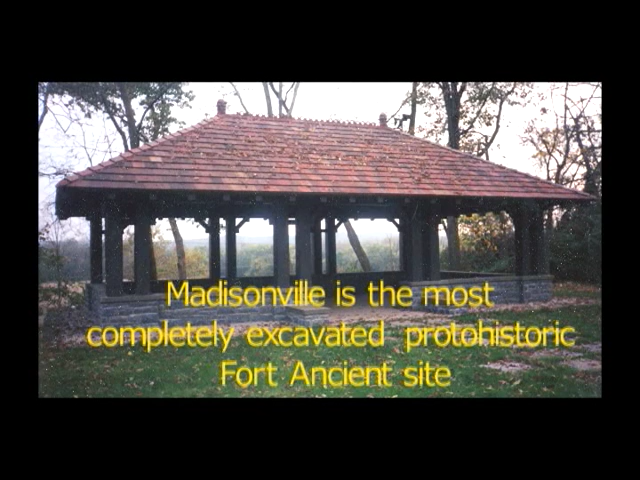 Madisonville is the most
completely excavated  protohistoric
Fort Ancient site